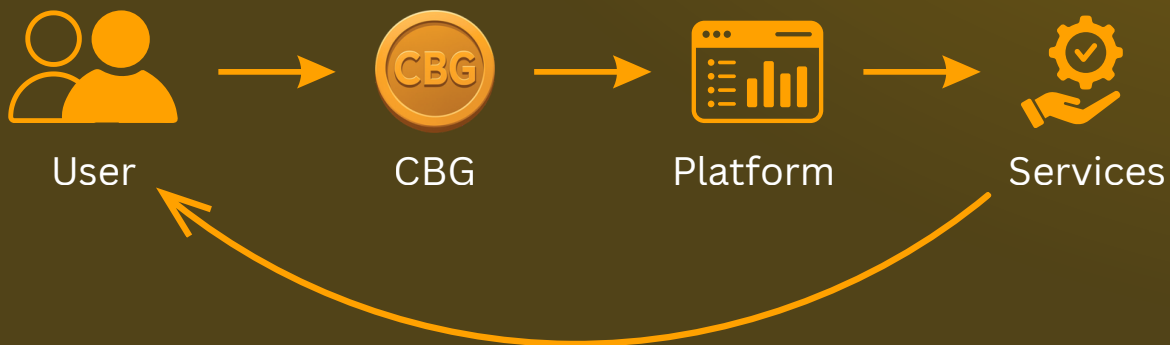 CBG
User
CBG
Platform
Services